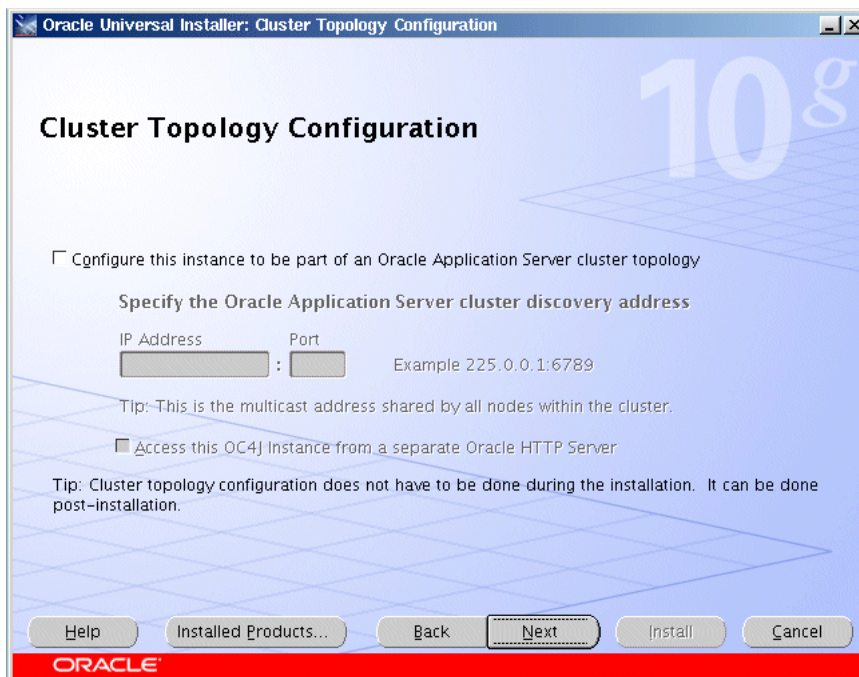 Oracle Universal Installer: Cluster Topology Configuration
10g
Cluster Topology Configuration
Configure this instance to be part of an Oracle Application Server cluster topology
Specify the Oracle Application Server cluster discovery address
IP Address Port
: Example 225.0.0.1:6789
Tip: This is the multicast address shared by all nodes within the cluster.
Access this OC4J Instance from a separate Oracle HTTP Server
Tip: Cluster topology configuration does not have to be done during the installation. It can be done
post-installation.
Help Installed Products... Back Next Install Cancel
ORACLE